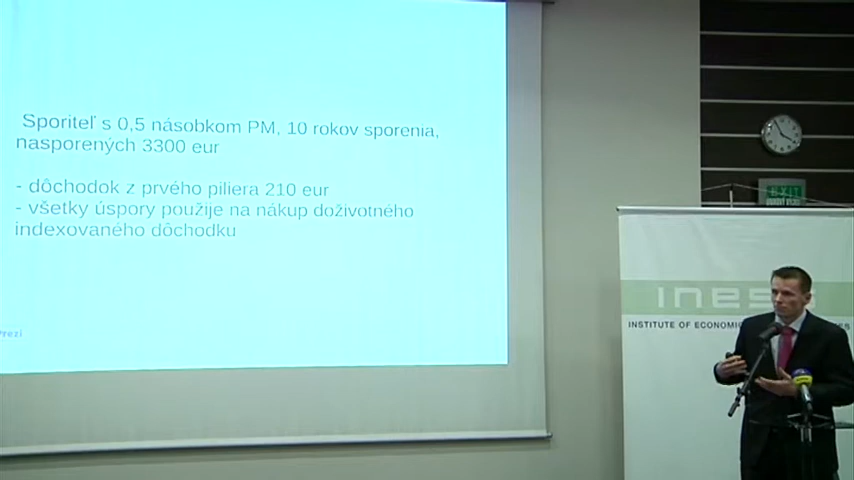 Sporiteľ s 0,5 násobkom PM, 10 rokov sporenia,
nasporených 3300 eur
- dôchodok z prvého piliera 210 eur
- všetky úspory použije na nákup doživotného
indexovaného dôchodku
Prezi
EXIT
ines
INSTITUTE OF ECONOMIC